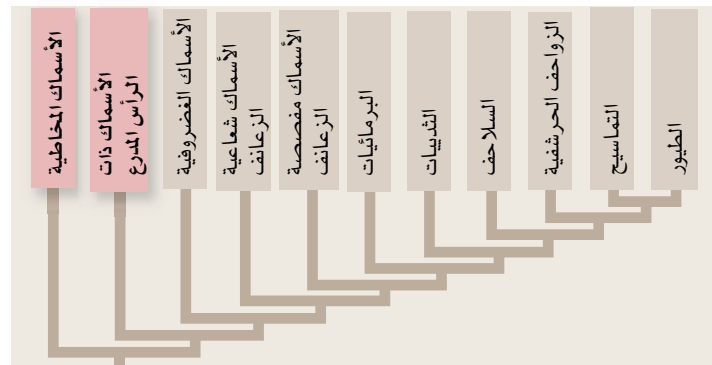 الأسماك المخاطية
الأسماك ذات
الرأس المدرع
الأسماك الغضروفية
الأسماك شعاعية
الزعانف
الأسماك مفصصة
الزعانف
البرمائيات
الثدييات
السلاحف
الزواحف الحرشفية
التماسيح
الطيور